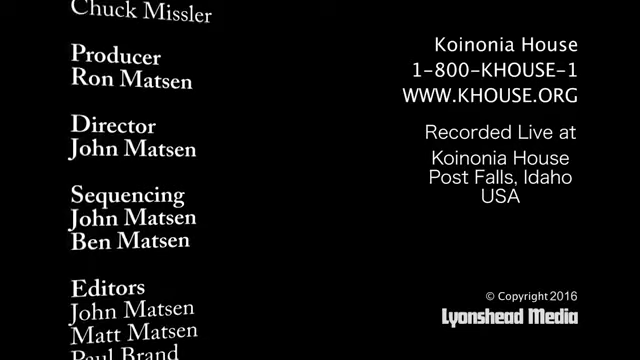 Chuck Missler
Producer
Ron Matsen
Director
John Matsen
Sequencing
John Matsen
Ben Matsen
Editors
John Matsen
Matt Matsen
Paul Brand
Koinonia House
1-800-KHOUSE-1
WWW.KHOUSE.ORG
Recorded Live at
Koinonia House
Post Falls, Idaho
USA
© Copyright 2016
Lyonshead Media